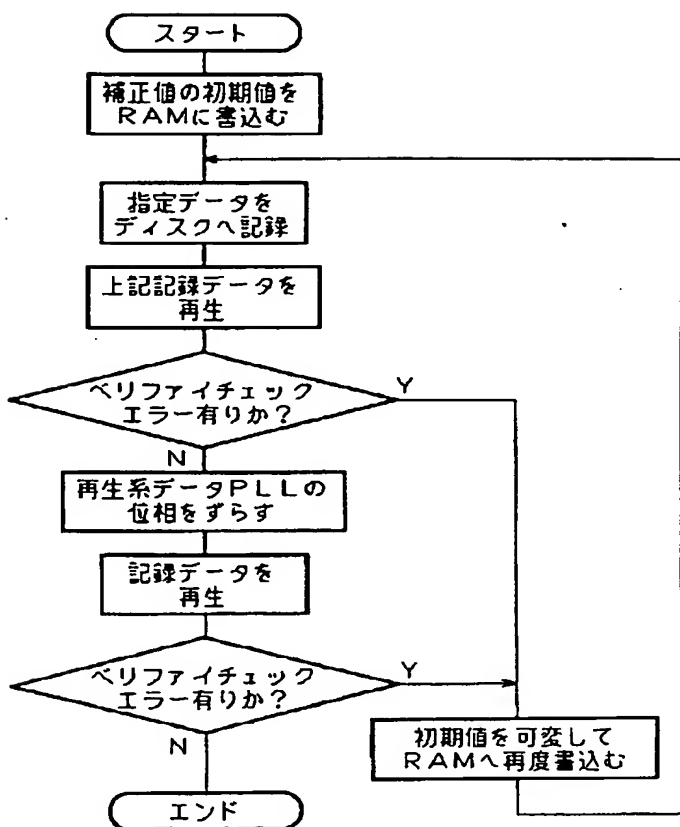 スタート
補正値の初期値を
RAMに書込む
指定データを
ディスクへ記録
上記記録データを
再生
ベリファイチェック
エラー有りか?
Y
N
再生系データPLLの
位相をずらす
記録データを
再生
ベリファイチェック
エラー有りか?
Y
N
初期値を可変して
RAMへ再度書込む
エンド